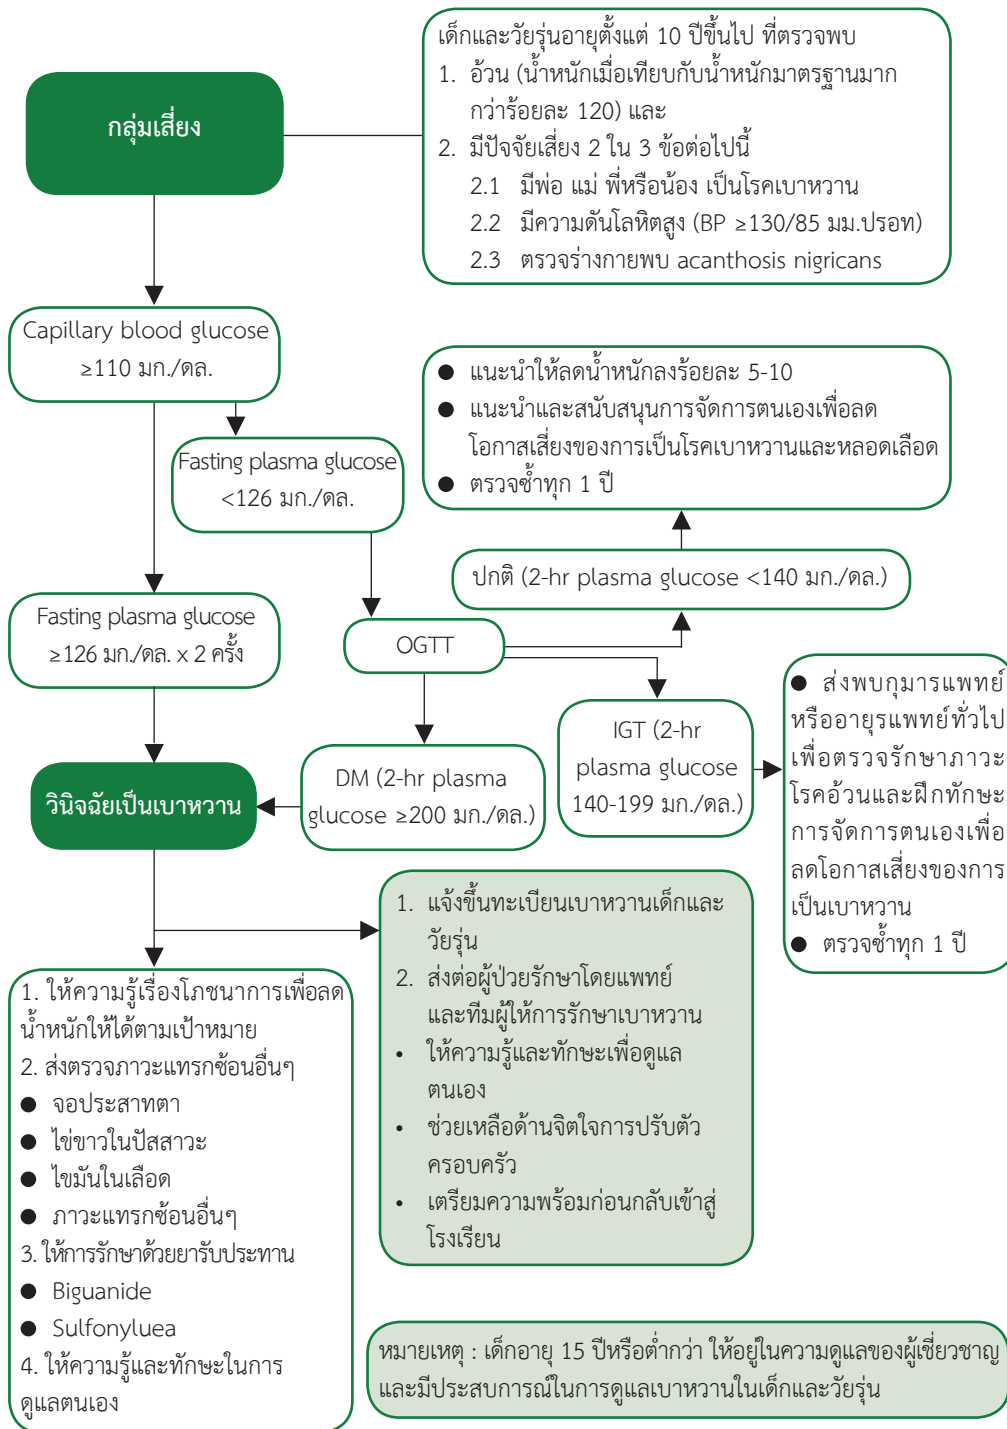 กลุ่มเสี่ยง
เด็กและวัยรุ่นอายุตั้งแต่ 10 ปีขึ้นไป ที่ตรวจพบ
1. อ้วน (น้ำหนักเมื่อเทียบกับน้ำหนักมาตรฐานมาก
กว่าร้อยละ 120) และ
2. มีปัจจัยเสี่ยง 2 ใน 3 ข้อต่อไปนี้
2.1 มีพ่อ แม่ พี่หรือน้อง เป็นโรคเบาหวาน
2.2 มีความดันโลหิตสูง (BP ≥130/85 มม.ปรอท)
2.3 ตรวจร่างกายพบ acanthosis nigricans
Capillary blood glucose
≥110 มก./ดล.
● แนะนำให้ลดน้ำหนักลงร้อยละ 5-10
● แนะนำและสนับสนุนการจัดการตนเองเพื่อลด
โอกาสเสี่ยงของการเป็นโรคเบาหวานและหลอดเลือด
● ตรวจซ้ำทุก 1 ปี
Fasting plasma glucose
<126 มก./ดล.
ปกติ (2-hr plasma glucose <140 มก./ดล.)
Fasting plasma glucose
≥126 มก./ดล. x 2 ครั้ง
OGTT
IGT (2-hr
plasma glucose
140-199 มก./ดล.)
● ส่งพบกุมารแพทย์
หรืออายุรแพทย์ทั่วไป
เพื่อตรวจรักษาภาวะ
โรคอ้วนและฝึกทักษะ
การจัดการตนเองเพื่อ
ลดโอกาสเสี่ยงของการ
เป็นเบาหวาน
● ตรวจซ้ำทุก 1 ปี
วินิจฉัยเป็นเบาหวาน
DM (2-hr plasma
glucose ≥200 มก./ดล.)
1. แจ้งขึ้นทะเบียนเบาหวานเด็กและ
วัยรุ่น
2. ส่งต่อผู้ป่วยรักษาโดยแพทย์
และทีมผู้ให้การรักษาเบาหวาน
• ให้ความรู้และทักษะเพื่อดูแล
ตนเอง
• ช่วยเหลือด้านจิตใจการปรับตัว
ครอบครัว
• เตรียมความพร้อมก่อนกลับเข้าสู่
โรงเรียน
1. ให้ความรู้เรื่องโภชนาการเพื่อลด
น้ำหนักให้ได้ตามเป้าหมาย
2. ส่งตรวจภาวะแทรกซ้อนอื่นๆ
● จอประสาทตา
● ไข่ขาวในปัสสาวะ
● ไขมันในเลือด
● ภาวะแทรกซ้อนอื่นๆ
3. ให้การรักษาด้วยยารับประทาน
● Biguanide
● Sulfonyluea
4. ให้ความรู้และทักษะในการ
ดูแลตนเอง
หมายเหตุ : เด็กอายุ 15 ปีหรือต่ำกว่า ให้อยู่ในความดูแลของผู้เชี่ยวชาญ
และมีประสบการณ์ในการดูแลเบาหวานในเด็กและวัยรุ่น